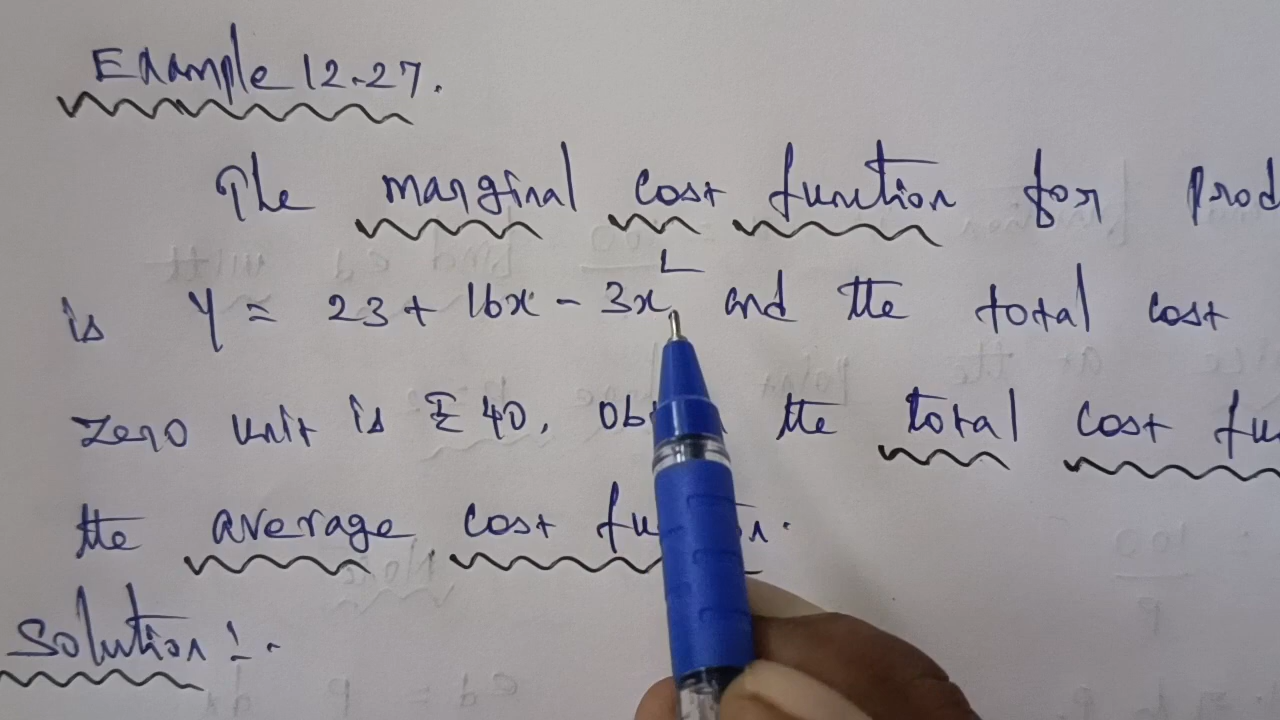 Example 12.27.
The marginal cost function for prod
is y = 23 + 16x - 3x² and the total cost
zero unit is ₹ 40, ob the total cost fu
the average cost fu n.
Solution :-